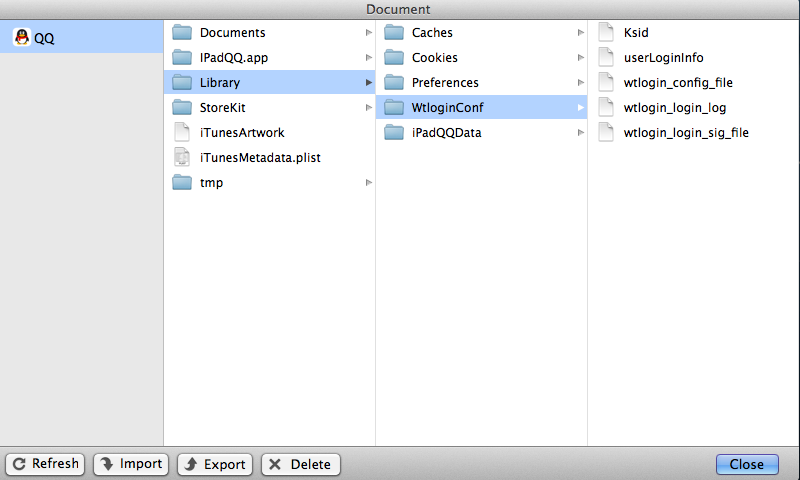 Document
QQ
Documents
IPadQQ.app
Library
StoreKit
iTunesArtwork
iTunesMetadata.plist
tmp
Caches
Cookies
Preferences
WtloginConf
iPadQQData
Ksid
userLoginInfo
wtlogin_config_file
wtlogin_login_log
wtlogin_login_sig_file
Refresh
Import
Export
Delete
Close